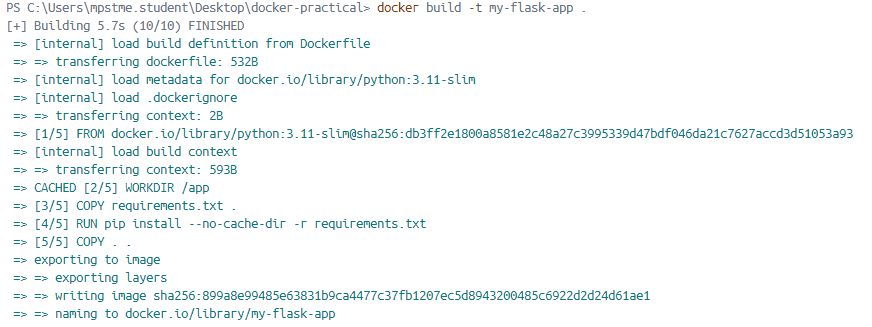 PS C:\Users\mpstme.student\Desktop\docker-practical> docker build -t my-flask-app .
[+] Building 5.7s (10/10) FINISHED
=> [internal] load build definition from Dockerfile
=> => transferring dockerfile: 532B
=> [internal] load metadata for docker.io/library/python:3.11-slim
=> [internal] load .dockerignore
=> => transferring context: 2B
=> [1/5] FROM docker.io/library/python:3.11-slim@sha256:db3ff2e1800a8581e2c48a27c3995339d47bdf046da21c7627accd3d51053a93
=> [internal] load build context
=> => transferring context: 593B
=> CACHED [2/5] WORKDIR /app
=> [3/5] COPY requirements.txt .
=> [4/5] RUN pip install --no-cache-dir -r requirements.txt
=> [5/5] COPY . .
=> exporting to image
=> => exporting layers
=> => writing image sha256:899a8e99485e63831b9ca4477c37fb1207ec5d8943200485c6922d2d24d61ae1
=> => naming to docker.io/library/my-flask-app